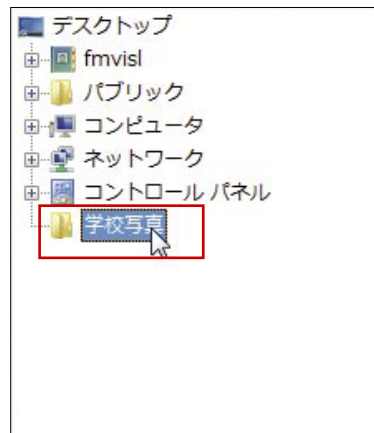 デスクトップ
fmvisl
パブリック
コンピュータ
ネットワーク
コントロール パネル
学校写真